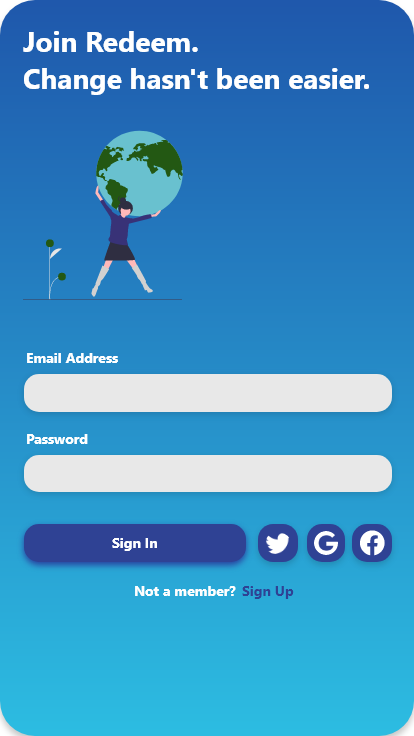 Join Redeem.
Change hasn't been easier.
Email Address
Password
Sign In
Not a member? Sign Up